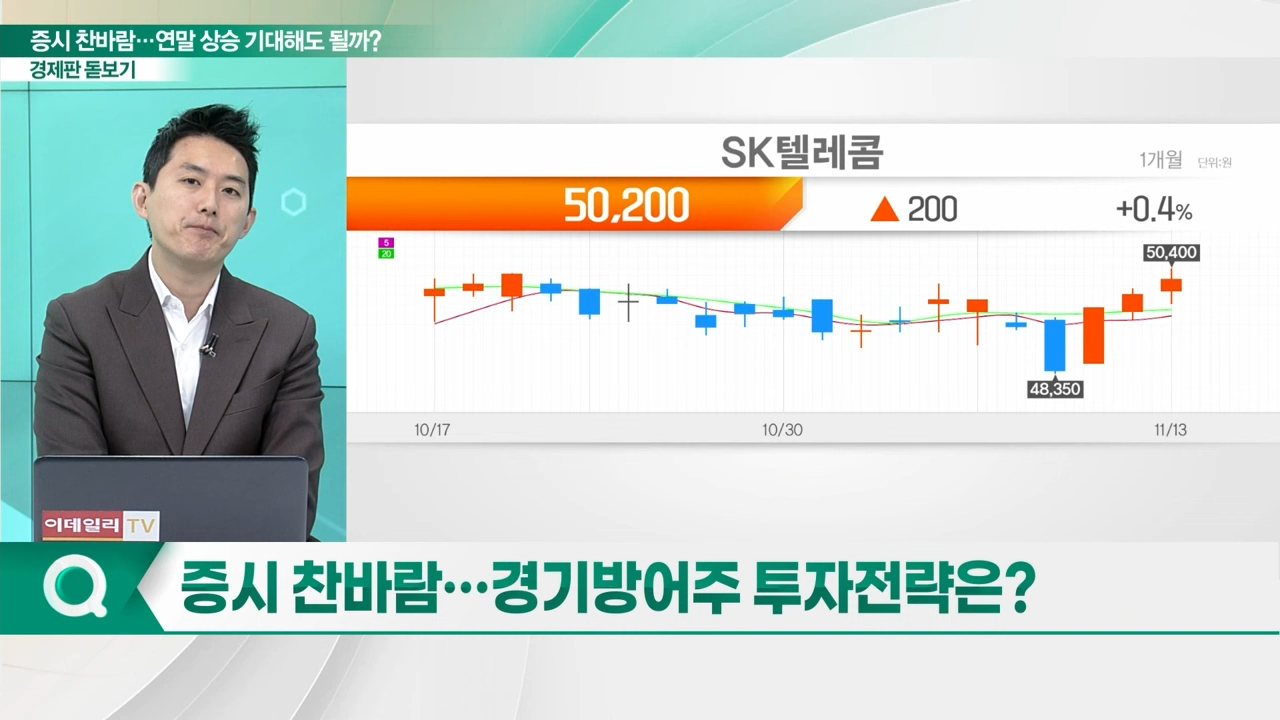 증시 찬바람…연말 상승 기대해도 될까?
경제판 돋보기
SK텔레콤
1개월 단위:원
50,200 ▲ 200 +0.4%
5
20
50,400
48,350
10/17 10/30 11/13
이데일리 TV
증시 찬바람…경기방어주 투자전략은?